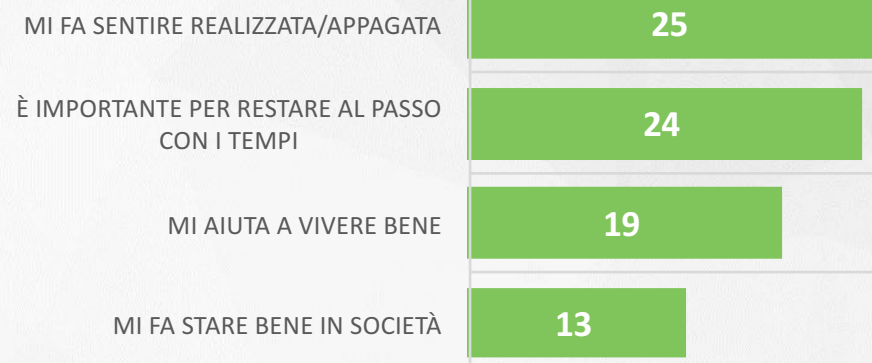 MI FA SENTIRE REALIZZATA/APPAGATA
25
È IMPORTANTE PER RESTARE AL PASSO
CON I TEMPI
24
MI AIUTA A VIVERE BENE
19
MI FA STARE BENE IN SOCIETÀ
13